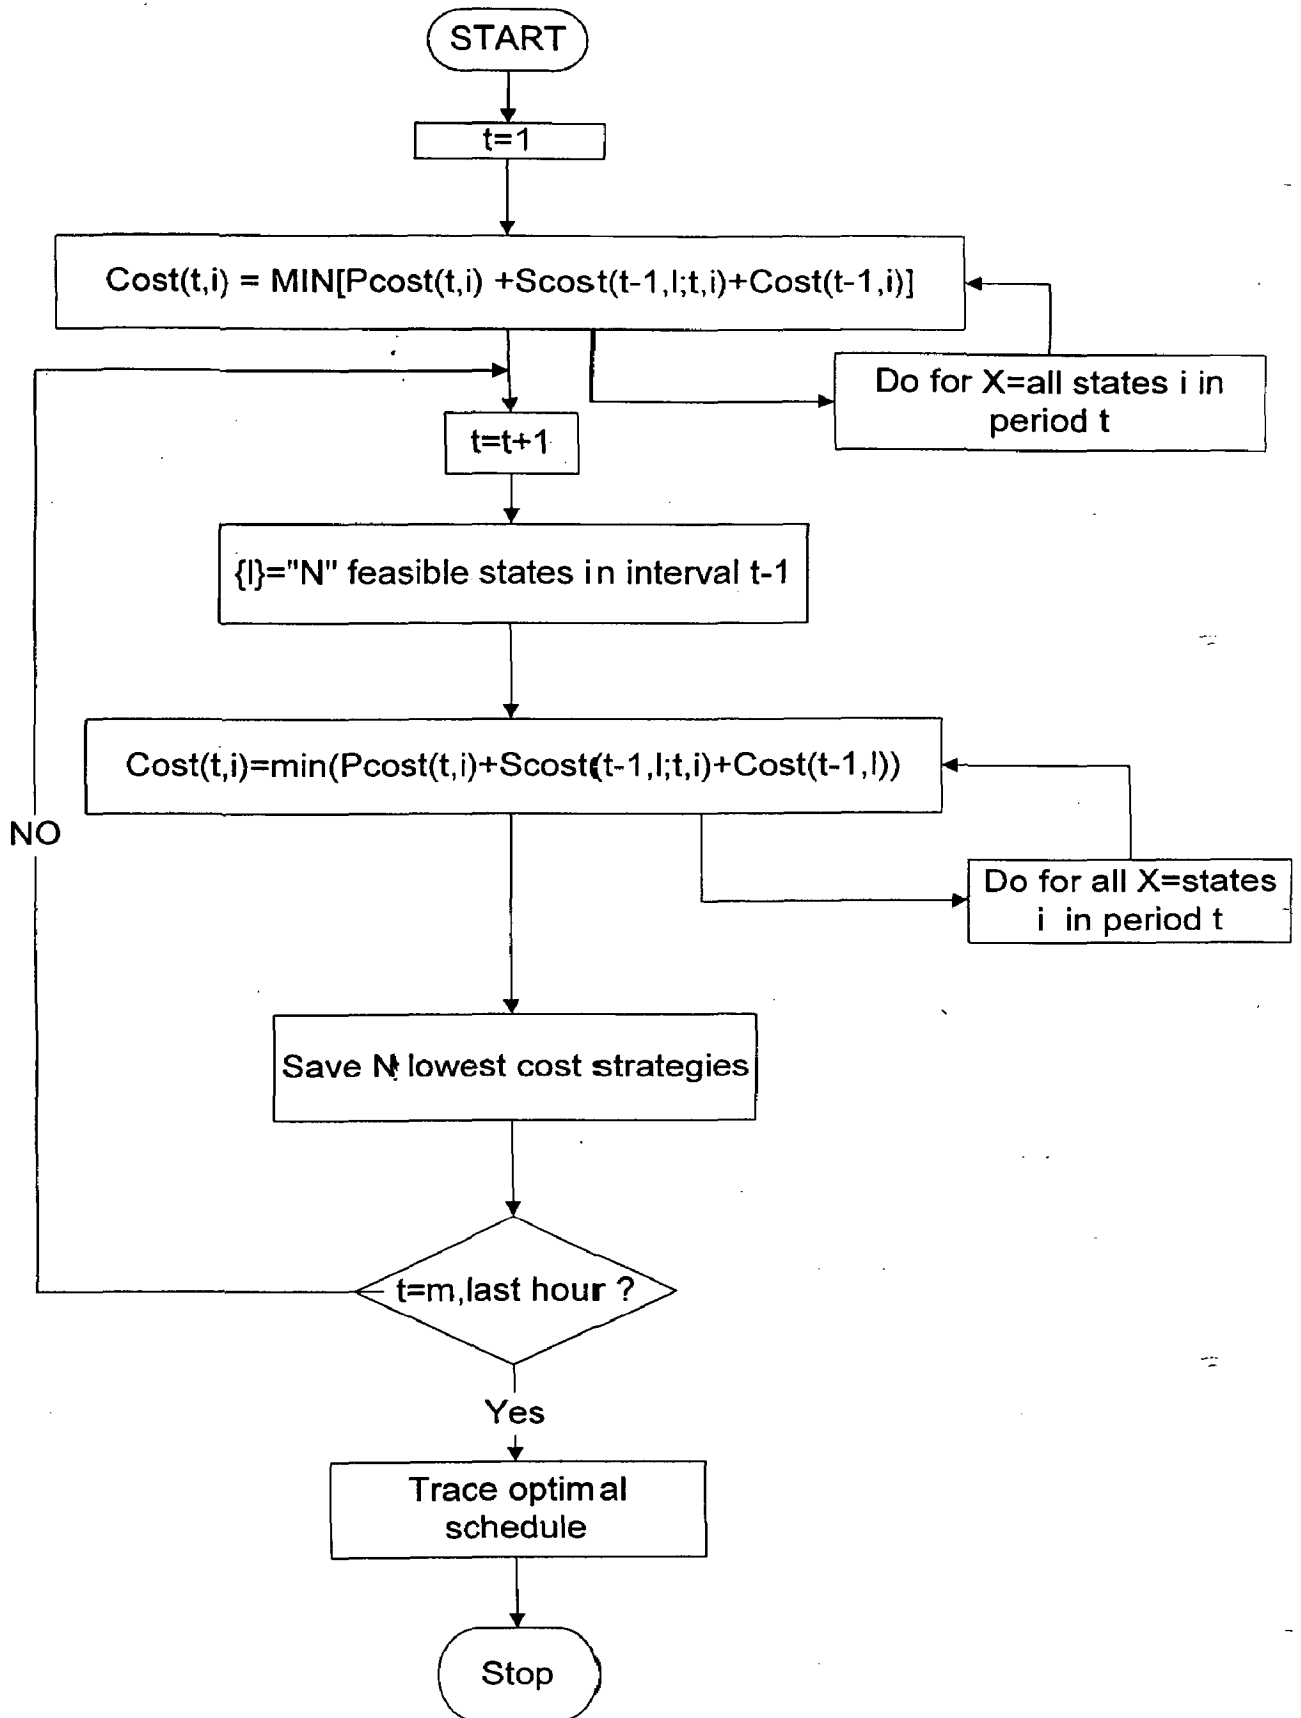 START
t=1
Cost(t,i) = MIN[Pcost(t,i) +Scost(t-1,l;t,i)+Cost(t-1,i)]
Do for X=all states i in
period t
t=t+1
{l}="N" feasible states in interval t-1
Cost(t,i)=min(Pcost(t,i)+Scost(t-1,l;t,i)+Cost(t-1,l))
NO
Do for all X=states
i in period t
Save N lowest cost strategies
t=m,last hour ?
Yes
Trace optimal
schedule
Stop